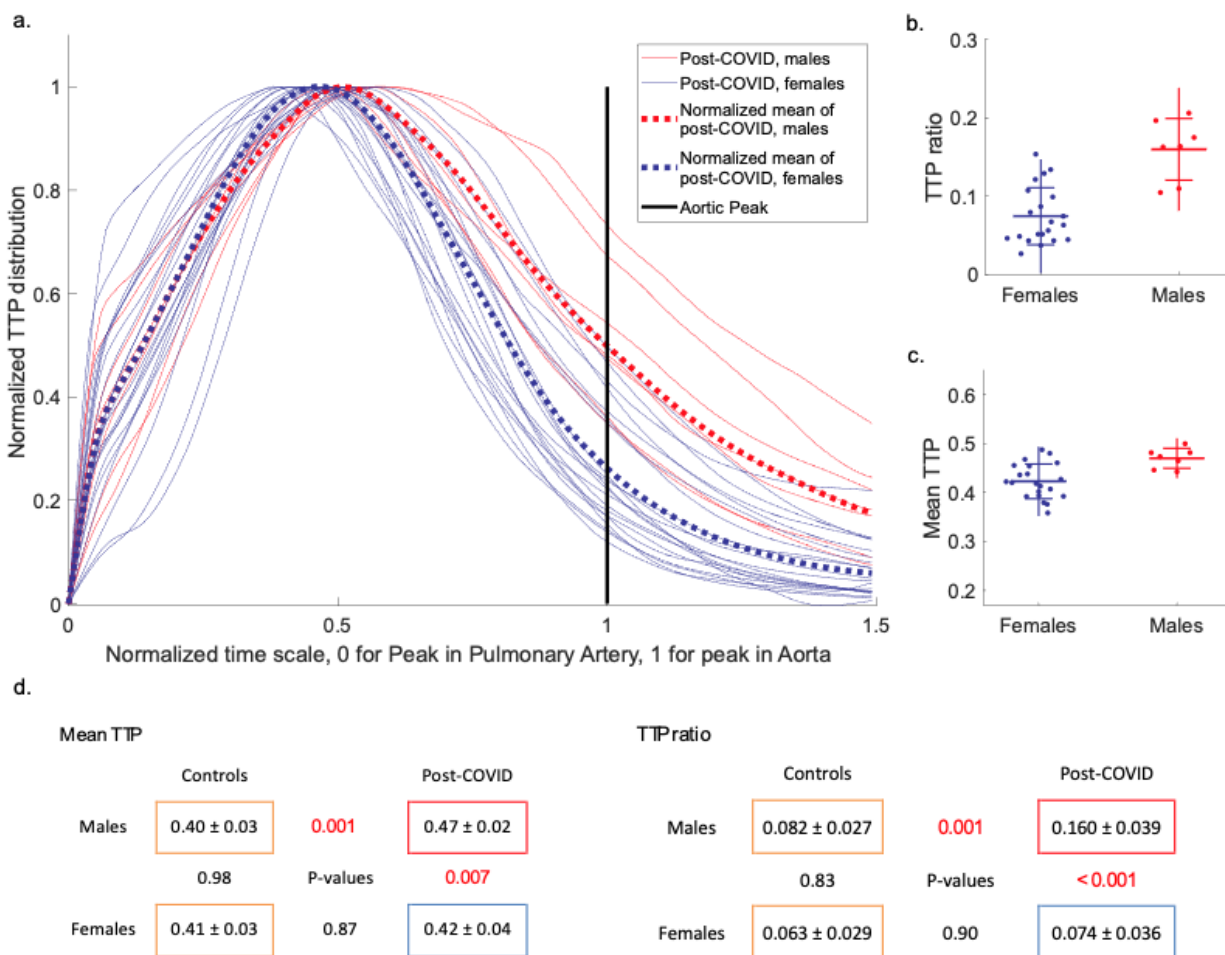 a.
Normalized TTP distribution
1
0.8
0.6
0.4
0.2
0
0
0.5
1
1.5
Normalized time scale, 0 for Peak in Pulmonary Artery, 1 for peak in Aorta
Post-COVID, males
Post-COVID, females
Normalized mean of
post-COVID, males
Normalized mean of
post-COVID, females
Aortic Peak
b.
TTP ratio
0.3
0.2
0.1
0
Females Males
c.
Mean TTP
0.6
0.5
0.4
0.3
0.2
Females Males
d.
Mean TTP
Controls Post-COVID
Males 0.40 ± 0.03 0.001 0.47 ± 0.02
0.98 P-values 0.007
Females 0.41 ± 0.03 0.87 0.42 ± 0.04
TTPratio
Controls Post-COVID
Males 0.082 ± 0.027 0.001 0.160 ± 0.039
0.83 P-values < 0.001
Females 0.063 ± 0.029 0.90 0.074 ± 0.036